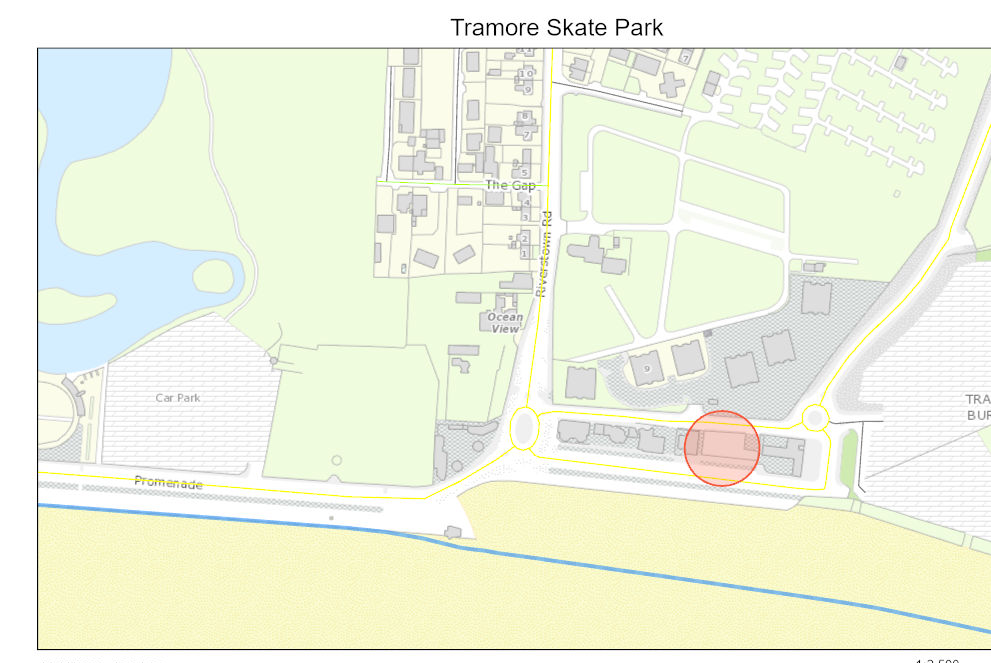 Tramore Skate Park
11
10
9
8
7
7
5
The Gap
4
3
2
1
Riverstown Rd
Ocean
View
9
Car Park
TRA
BUR
Promenade